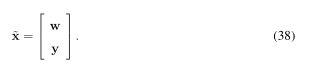 x̂ = [ w
y ] . (38)